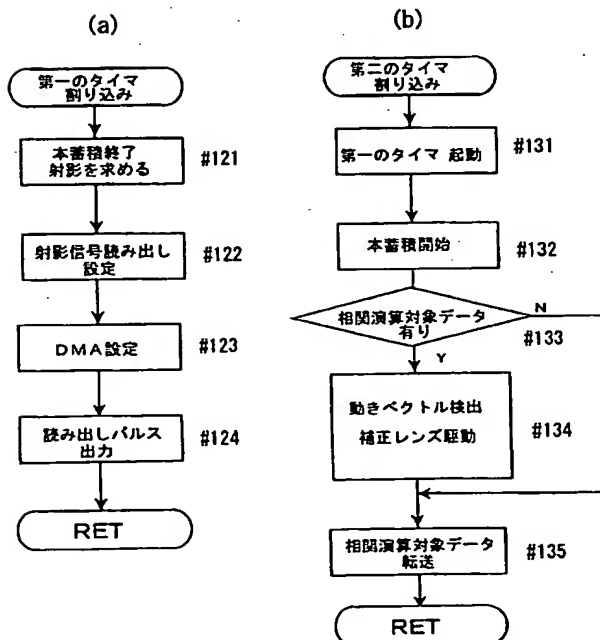 (a)
第一のタイマ
割り込み
本蓄積終了
射影を求める
#121
射影信号読み出し
設定
#122
DMA設定
#123
読み出しパルス
出力
#124
RET
(b)
第二のタイマ
割り込み
第一のタイマ 起動
#131
本蓄積開始
#132
相関演算対象データ
有り
N
#133
Y
動きベクトル検出
補正レンズ駆動
#134
相関演算対象データ
転送
#135
RET